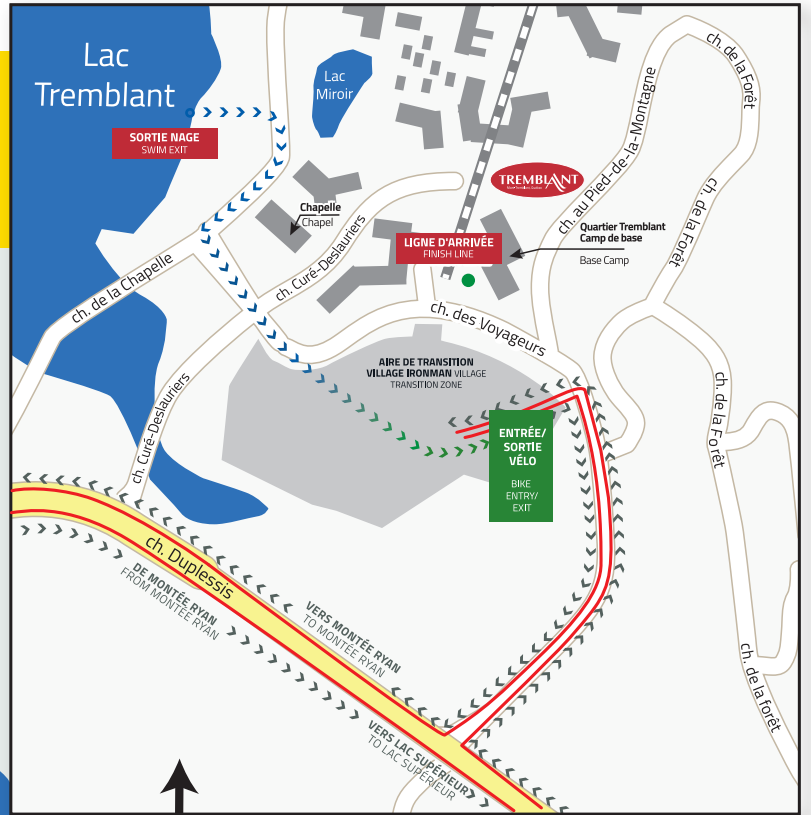 Lac
Tremblant
Lac
Miroir
SORTIE NAGE
SWIM EXIT
ch. de la Forêt
ch. au Pied-de-la-Montagne
TREMBLANT
ch. de la Forêt
Chapelle
Chapel
ch. Curé-Deslauriers
LIGNE D'ARRIVÉE
FINISH LINE
Quartier Tremblant
Camp de base
Base Camp
ch. de la Chapelle
ch. des Voyageurs
AIRE DE TRANSITION
VILLAGE IRONMAN VILLAGE
TRANSITION ZONE
ch. Curé-Deslauriers
ch. de la Forêt
ENTRÉE/
SORTIE
VÉLO
BIKE
ENTRY/
EXIT
ch. Duplessis
DE MONTÉE RYAN
FROM MONTÉE RYAN
VERS MONTÉE RYAN
TO MONTÉE RYAN
ch. de la forêt
VERS LAC SUPÉRIEUR
TO LAC SUPÉRIEUR